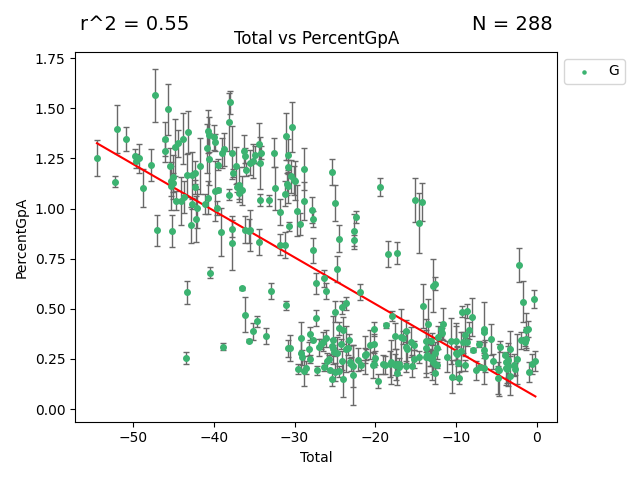 r^2 = 0.55
N = 288
Total vs PercentGpA
G
PercentGpA
1.75
1.50
1.25
1.00
0.75
0.50
0.25
0.00
−50 −40 −30 −20 −10 0
Total